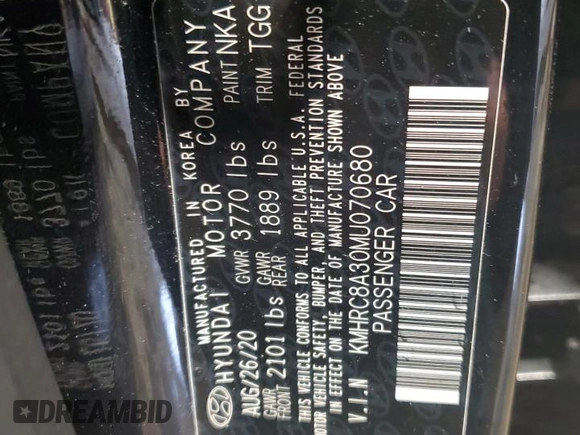 MANUFACTURED IN KOREA BY
HYUNDAI MOTOR COMPANY
AUG/26/20 GVWR 3770 lbs PAINT NKA
GAWR FRONT 2101 lbs GAWR REAR 1889 lbs TRIM TGG
THIS VEHICLE CONFORMS TO ALL APPLICABLE U.S.A. FEDERAL
MOTOR VEHICLE SAFETY, BUMPER, AND THEFT PREVENTION STANDARDS
IN EFFECT ON THE DATE OF MANUFACTURE SHOWN ABOVE
V.I.N KMHRC8A30MU070680
PASSENGER CAR
DREAMBID